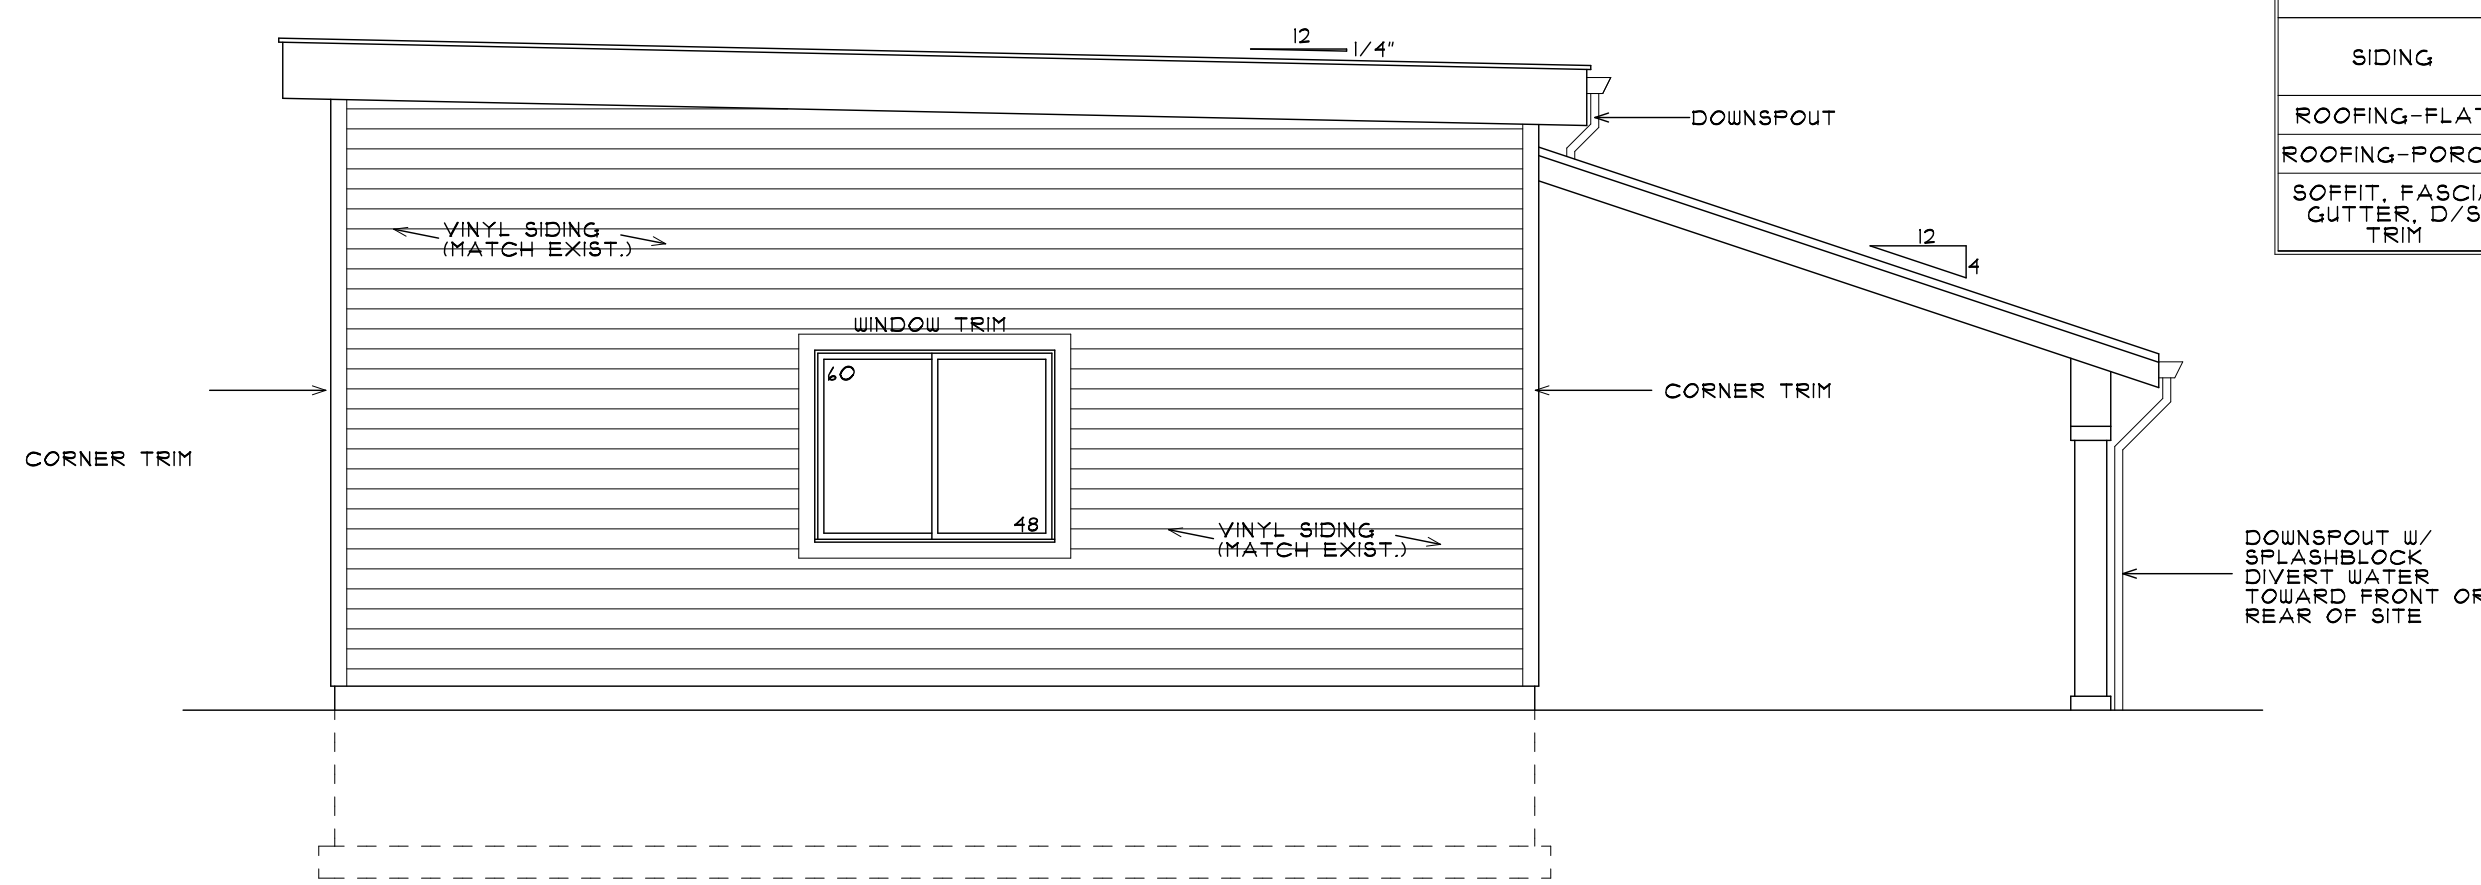 12
1/4"
SIDING
DOWNSPOUT
ROOFING-FLAT
ROOFING-PORC
SOFFIT, FASCIA
GUTTER, D/S
TRIM
VINYL SIDING
(MATCH EXIST.)
12
4
WINDOW TRIM
60
CORNER TRIM
CORNER TRIM
48
VINYL SIDING
(MATCH EXIST.)
DOWNSPOUT W/
SPLASHBLOCK
DIVERT WATER
TOWARD FRONT OR
REAR OF SITE